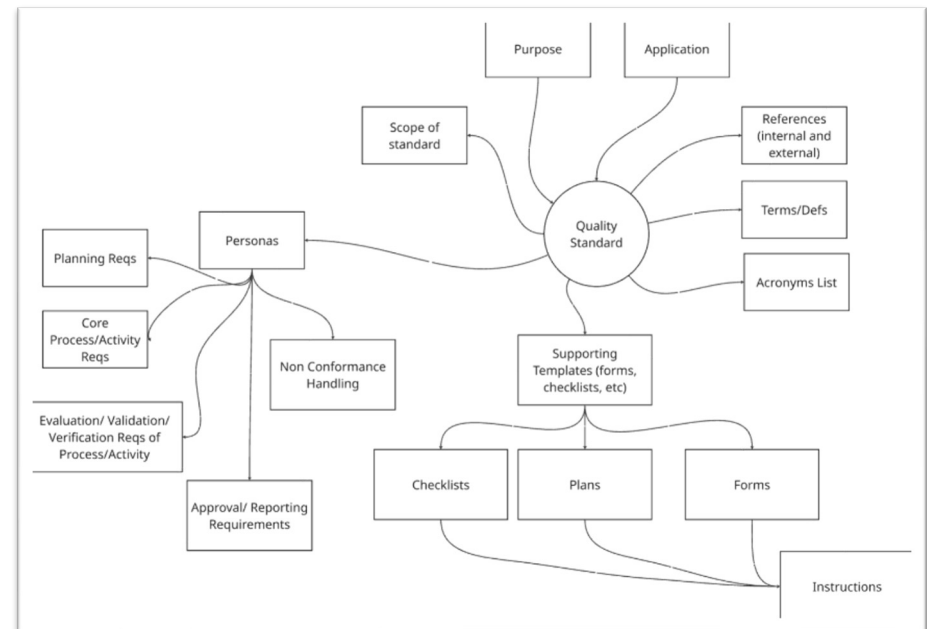 Purpose
Application
Scope of
standard
References
(internal and
external)
Quality
Standard
Terms/Defs
Personas
Planning Reqs
Acronyms List
Core
Process/Activity
Reqs
Non Conformance
Handling
Supporting
Templates (forms,
checklists, etc)
Evaluation/ Validation/
Verification Reqs of
Process/Activity
Approval/ Reporting
Requirements
Checklists
Plans
Forms
Instructions